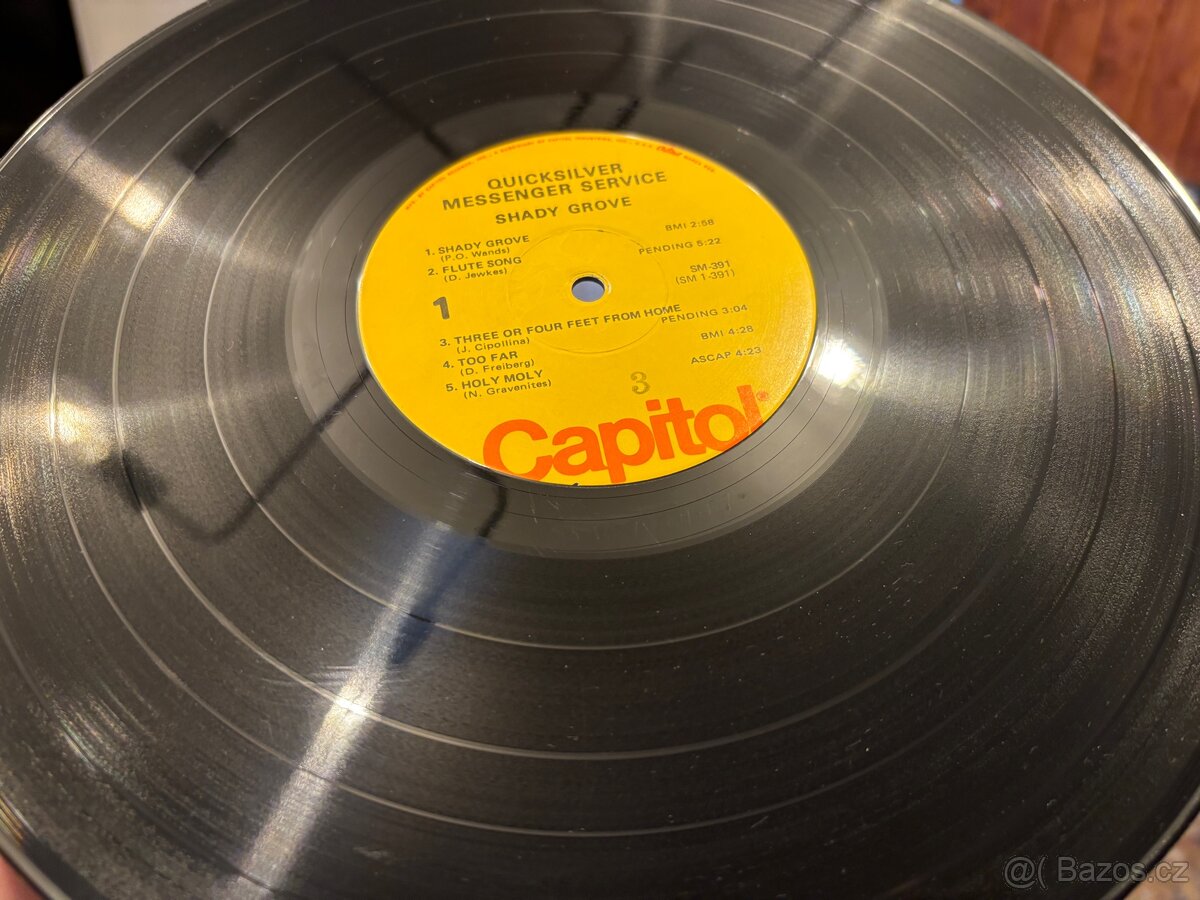 QUICKSILVER
MESSENGER SERVICE
SHADY GROVE
1. SHADY GROVE BMI 2:58
(P.O. Wands)
2. FLUTE SONG PENDING 5:22
(D. Jewkes)
SM-391
(SM 1-391)
1
3. THREE OR FOUR FEET FROM HOME
(J. Cipollina) PENDING 3:04
4. TOO FAR BMI 4:28
(D. Freiberg)
5. HOLY MOLY ASCAP 4:23
(N. Gravenites)
3
Capitol
@( Bazos.cz